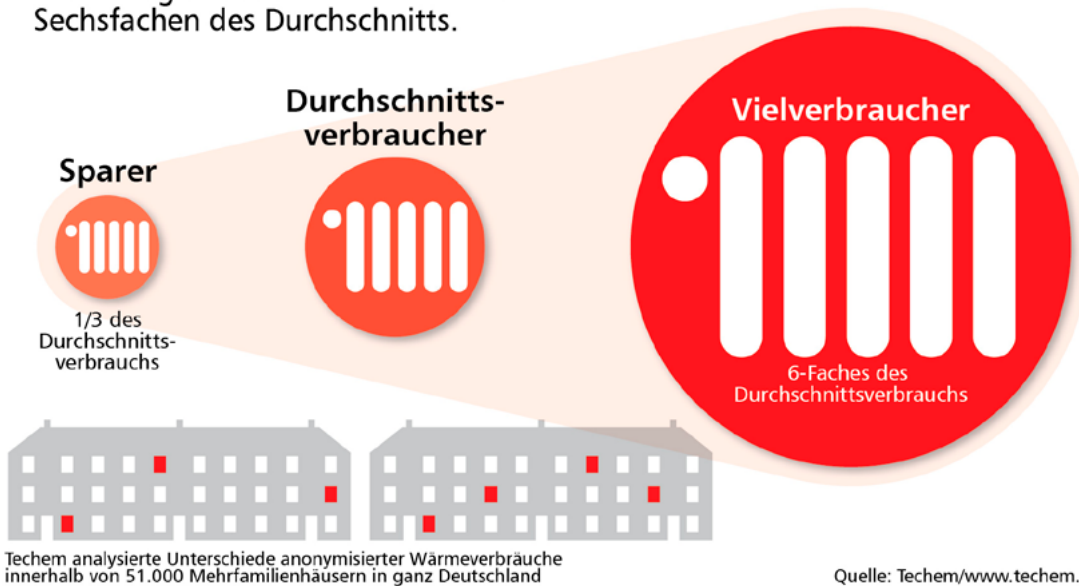 Sechsfachen des Durchschnitts.
Durchschnitts-
verbraucher
Vielverbraucher
Sparer
1/3 des
Durchschnitts-
verbrauchs
6-Faches des
Durchschnittsverbrauchs
Techem analysierte Unterschiede anonymisierter Wärmeverbräuche
innerhalb von 51.000 Mehrfamilienhäusern in ganz Deutschland
Quelle: Techem/www.techem.